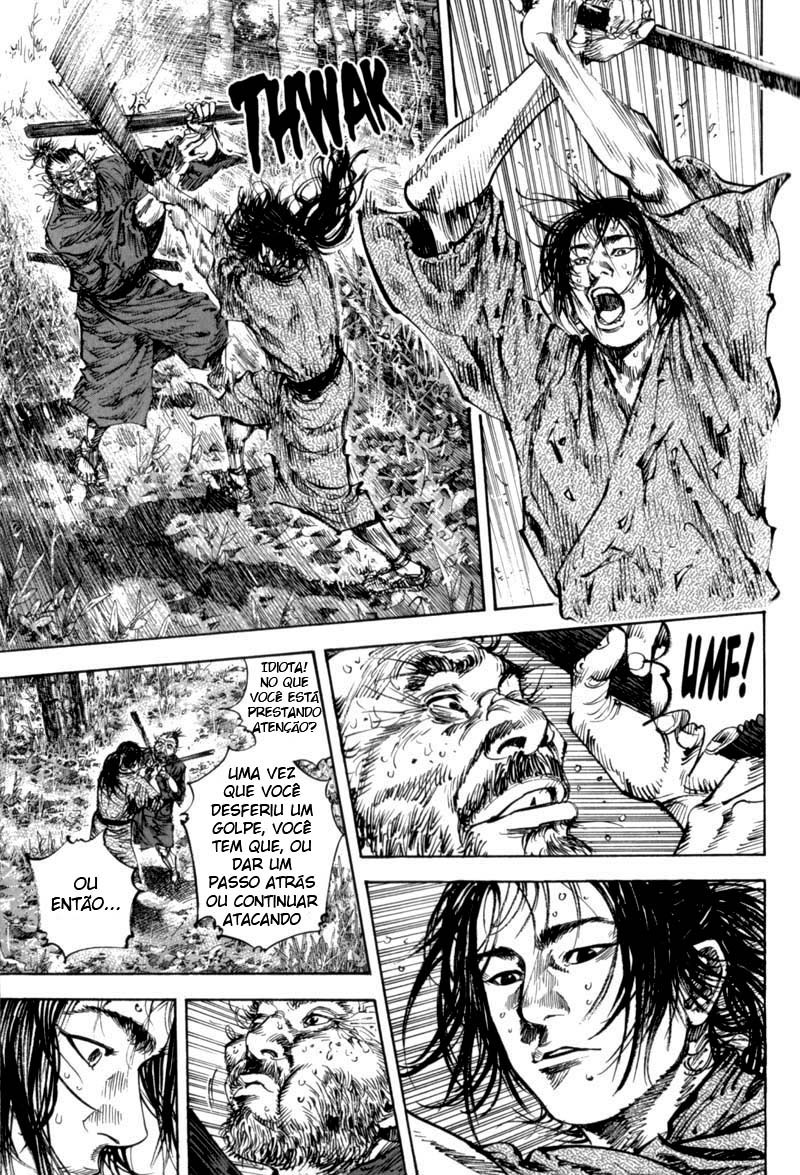 THWAK
UMF!
IDIOTA!
NO QUE
VOCÊ ESTÁ
PRESTANDO
ATENÇÃO?
UMA VEZ
QUE VOCÊ
DESFERIU UM
GOLPE, VOCÊ
TEM QUE, OU
DAR UM
PASSO ATRÁS
OU CONTINUAR
ATACANDO
OU
ENTÃO...